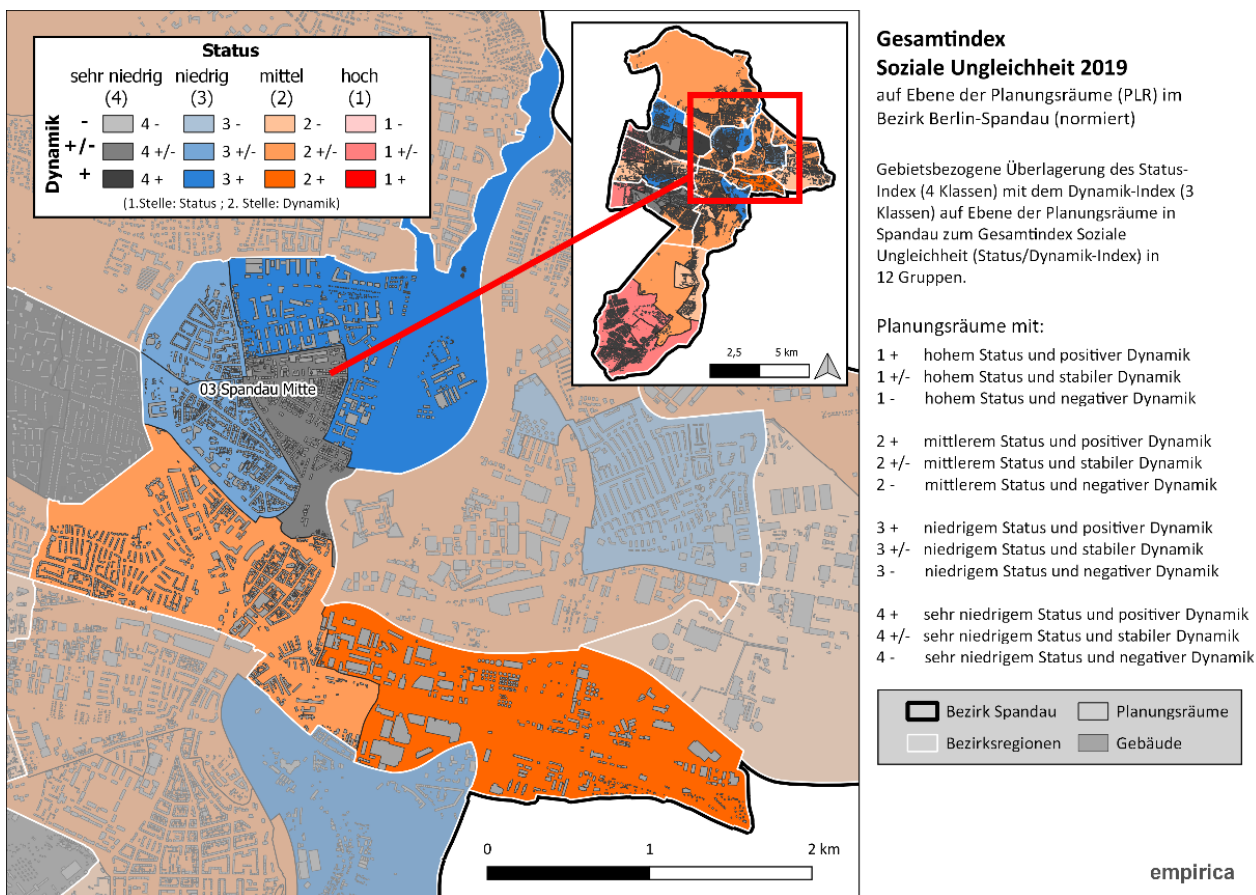 Status
sehr niedrig niedrig mittel hoch
(4) (3) (2) (1)
Dynamik
- 4 - 3 - 2 - 1 -
+/- 4 +/- 3 +/- 2 +/- 1 +/-
+ 4 + 3 + 2 + 1 +
(1.Stelle: Status ; 2. Stelle: Dynamik)
2,5 5 km
03 Spandau Mitte
0 1 2 km
Gesamtindex
Soziale Ungleichheit 2019
auf Ebene der Planungsräume (PLR) im
Bezirk Berlin-Spandau (normiert)
Gebietsbezogene Überlagerung des Status-
Index (4 Klassen) mit dem Dynamik-Index (3
Klassen) auf Ebene der Planungsräume in
Spandau zum Gesamtindex Soziale
Ungleichheit (Status/Dynamik-Index) in
12 Gruppen.
Planungsräume mit:
1 + hohem Status und positiver Dynamik
1 +/- hohem Status und stabiler Dynamik
1 - hohem Status und negativer Dynamik
2 + mittlerem Status und positiver Dynamik
2 +/- mittlerem Status und stabiler Dynamik
2 - mittlerem Status und negativer Dynamik
3 + niedrigem Status und positiver Dynamik
3 +/- niedrigem Status und stabiler Dynamik
3 - niedrigem Status und negativer Dynamik
4 + sehr niedrigem Status und positiver Dynamik
4 +/- sehr niedrigem Status und stabiler Dynamik
4 - sehr niedrigem Status und negativer Dynamik
Bezirk Spandau Planungsräume
Bezirksregionen Gebäude
empirica